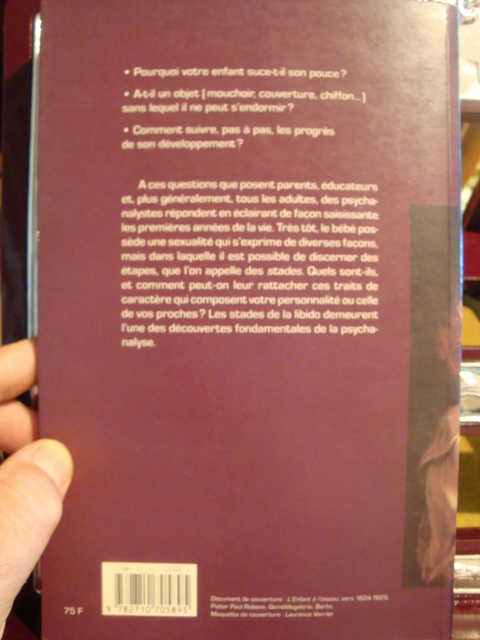 • Pourquoi votre enfant suce-t-il son pouce ?
• A-t-il un objet (mouchoir, couverture, chiffon...)
sans lequel il ne peut s'endormir ?
• Comment suivre, pas à pas, les progrès
de son développement ?
A ces questions que posent parents, éducateurs
et, plus généralement, tous les adultes, des psycha-
nalystes répondent en éclairant de façon saisissante
les premières années de la vie. Très tôt, le bébé pos-
sède une sexualité qui s'exprime de diverses façons,
mais dans laquelle il est possible de discerner des
étapes, que l'on appelle des stades. Quels sont-ils,
et comment peut-on leur rattacher ces traits de
caractère qui composent votre personnalité ou celle
de vos proches ? Les stades de la libido demeurent
l'une des découvertes fondamentales de la psycha-
nalyse.
75 F
9 782710 705895
Document de couverture : L'Enfant à l'oiseau, vers 1624-1625.
Pieter Paul Rubens, Gemäldegalerie, Berlin.
Maquette de couverture : Laurence Verrier